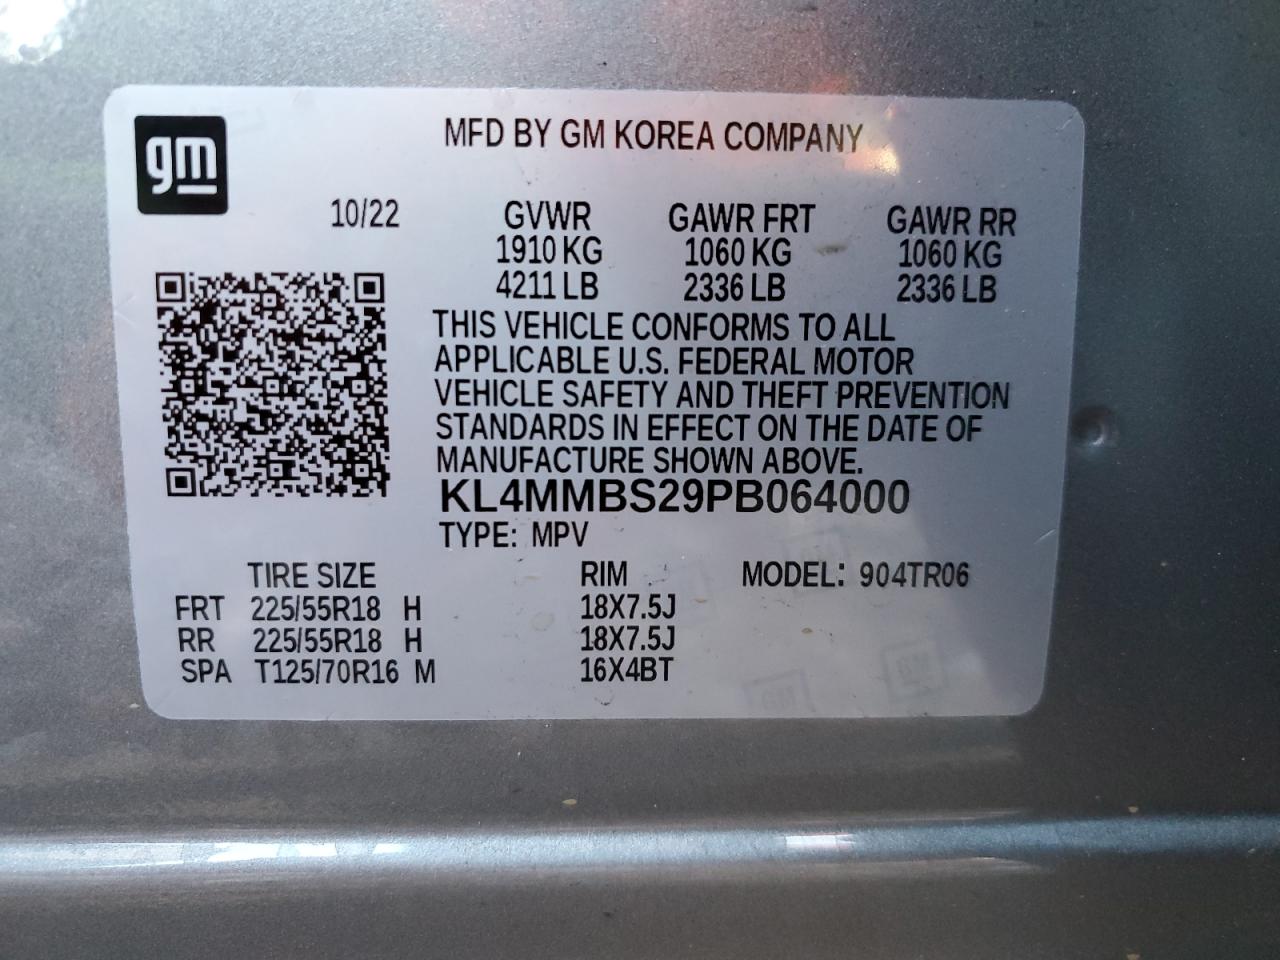 gm
MFD BY GM KOREA COMPANY
10/22 GVWR GAWR FRT GAWR RR
1910 KG 1060 KG 1060 KG
4211 LB 2336 LB 2336 LB
THIS VEHICLE CONFORMS TO ALL
APPLICABLE U.S. FEDERAL MOTOR
VEHICLE SAFETY AND THEFT PREVENTION
STANDARDS IN EFFECT ON THE DATE OF
MANUFACTURE SHOWN ABOVE.
KL4MMBS29PB064000
TYPE: MPV
TIRE SIZE RIM MODEL: 904TR06
FRT 225/55R18 H 18X7.5J
RR 225/55R18 H 18X7.5J
SPA T125/70R16 M 16X4BT